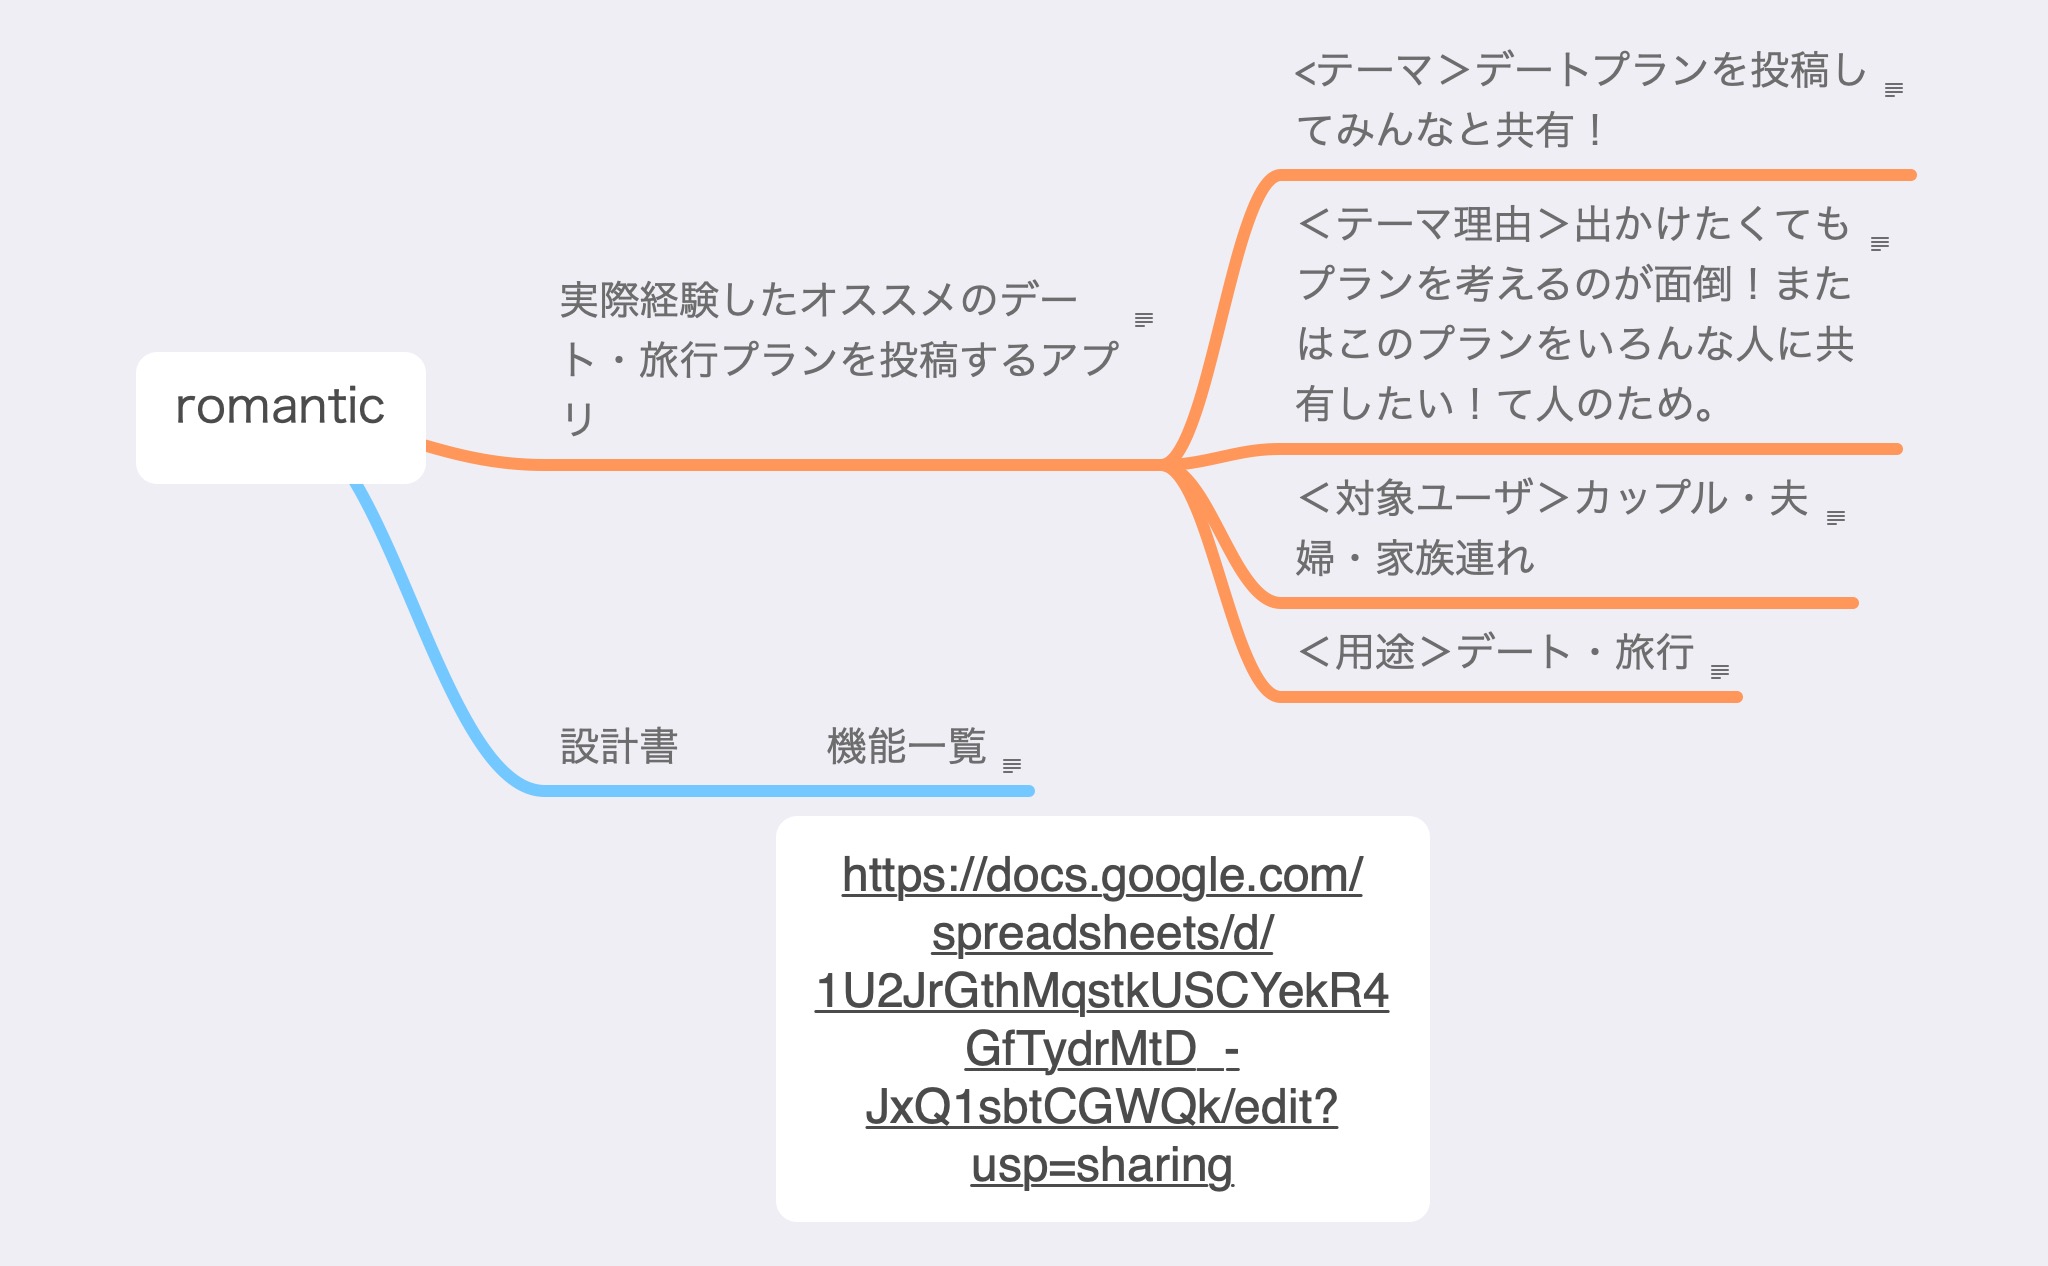 romantic
実際経験したオススメのデー
ト・旅行プランを投稿するアプ
リ
<テーマ＞デートプランを投稿し
てみんなと共有！
＜テーマ理由＞出かけたくても
プランを考えるのが面倒！また
はこのプランをいろんな人に共
有したい！て人のため。
＜対象ユーザ＞カップル・夫
婦・家族連れ
＜用途＞デート・旅行
設計書
機能一覧
https://docs.google.com/
spreadsheets/d/
1U2JrGthMqstkUSCYekR4
GfTydrMtD_-
JxQ1sbtCGWQk/edit?
usp=sharing